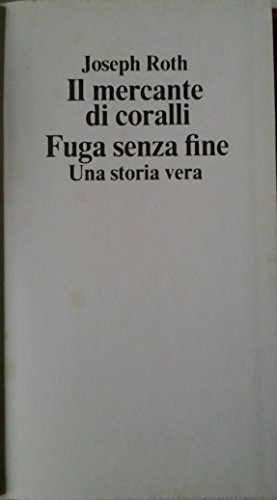 Joseph Roth
Il mercante
di coralli
Fuga senza fine
Una storia vera